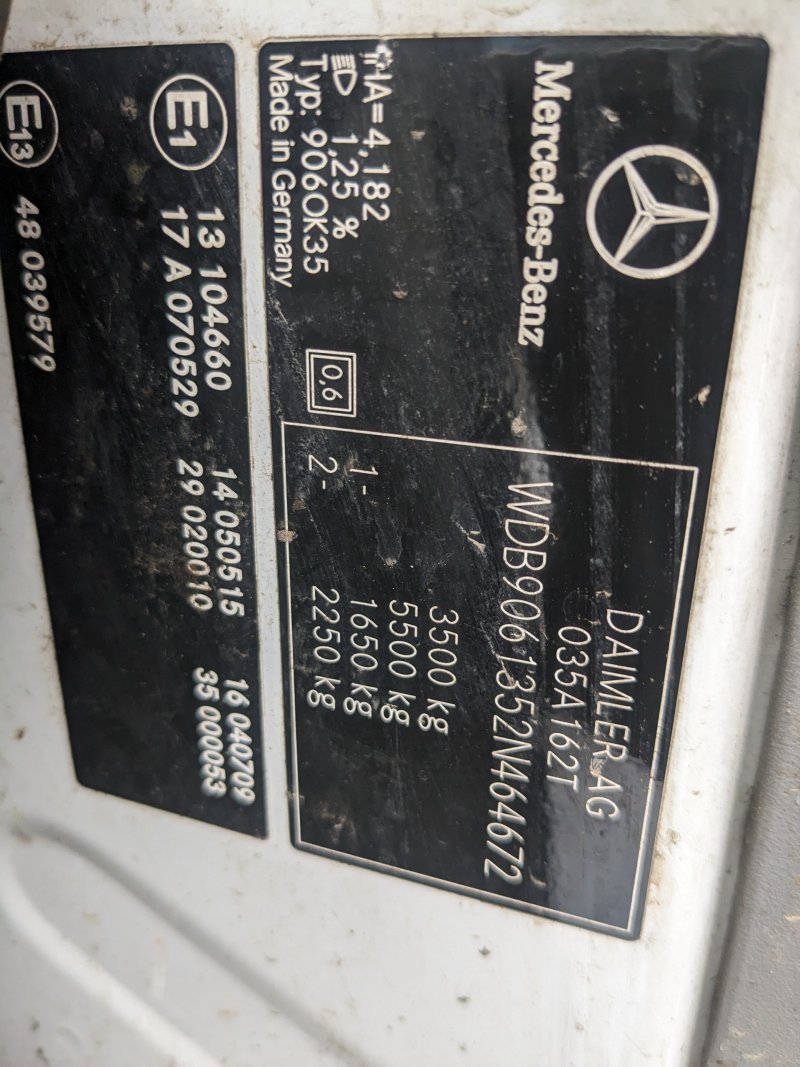 Mercedes-Benz
iHA=4,182
1,25 %
Typ: 906OK35
Made in Germany
0,6
DAIMLER AG
035A162T
WDB9061352N464672
3500 kg
5500 kg
1- 1650 kg
2- 2250 kg
E1 13 104660 14 050515 16 040709
17 A 070529 29 020010 35 000053
E13 48 039579